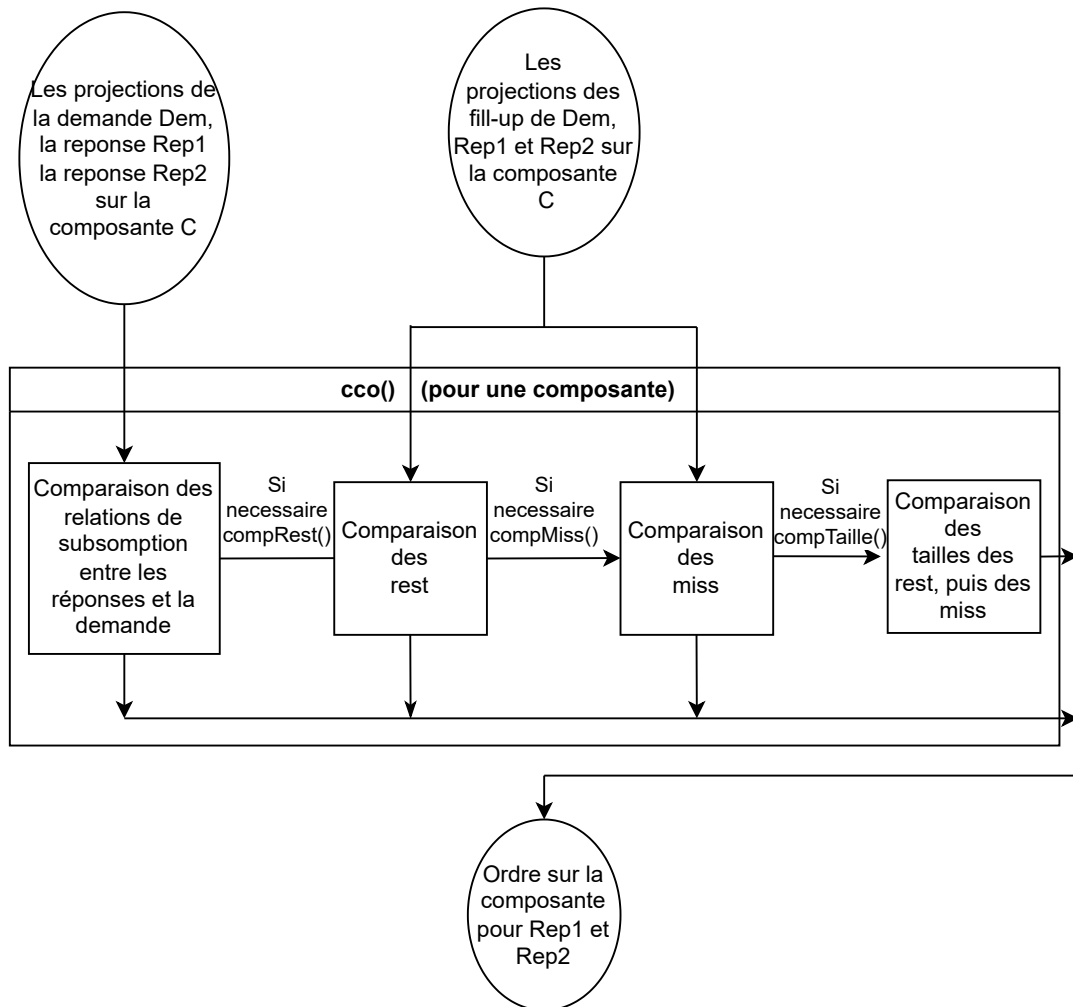 Les projections de
la demande Dem,
la reponse Rep1
la reponse Rep2
sur la
composante C
Les
projections des
fill-up de Dem,
Rep1 et Rep2 sur
la composante
C
cco() (pour une composante)
Comparaison des
relations de
subsomption
entre les
réponses et la
demande
Si
necessaire
compRest()
Comparaison
des
rest
Si
necessaire
compMiss()
Comparaison
des
miss
Si
necessaire
compTaille()
Comparaison
des
tailles des
rest, puis des
miss
Ordre sur la
composante
pour Rep1 et
Rep2